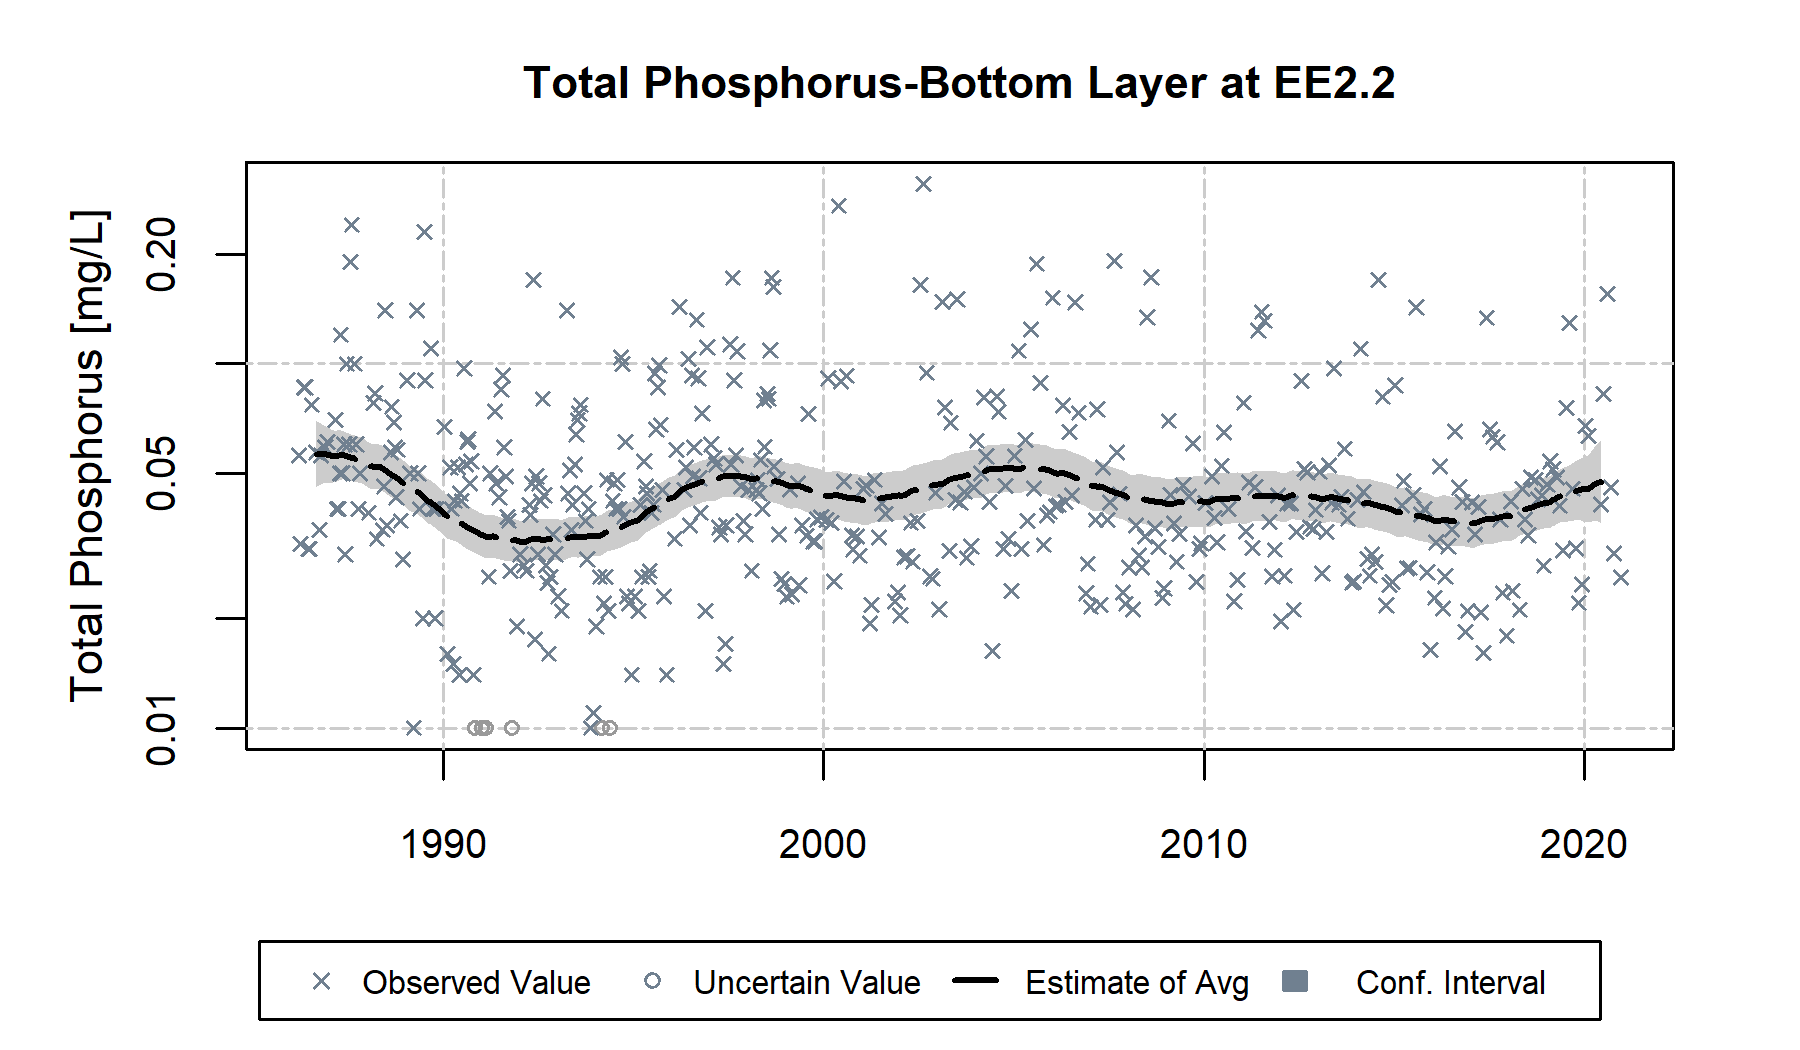 Total Phosphorus-Bottom Layer at EE2.2
Total Phosphorus [mg/L]
0.20
0.05
0.01
1990 2000 2010 2020
Observed Value Uncertain Value Estimate of Avg Conf. Interval